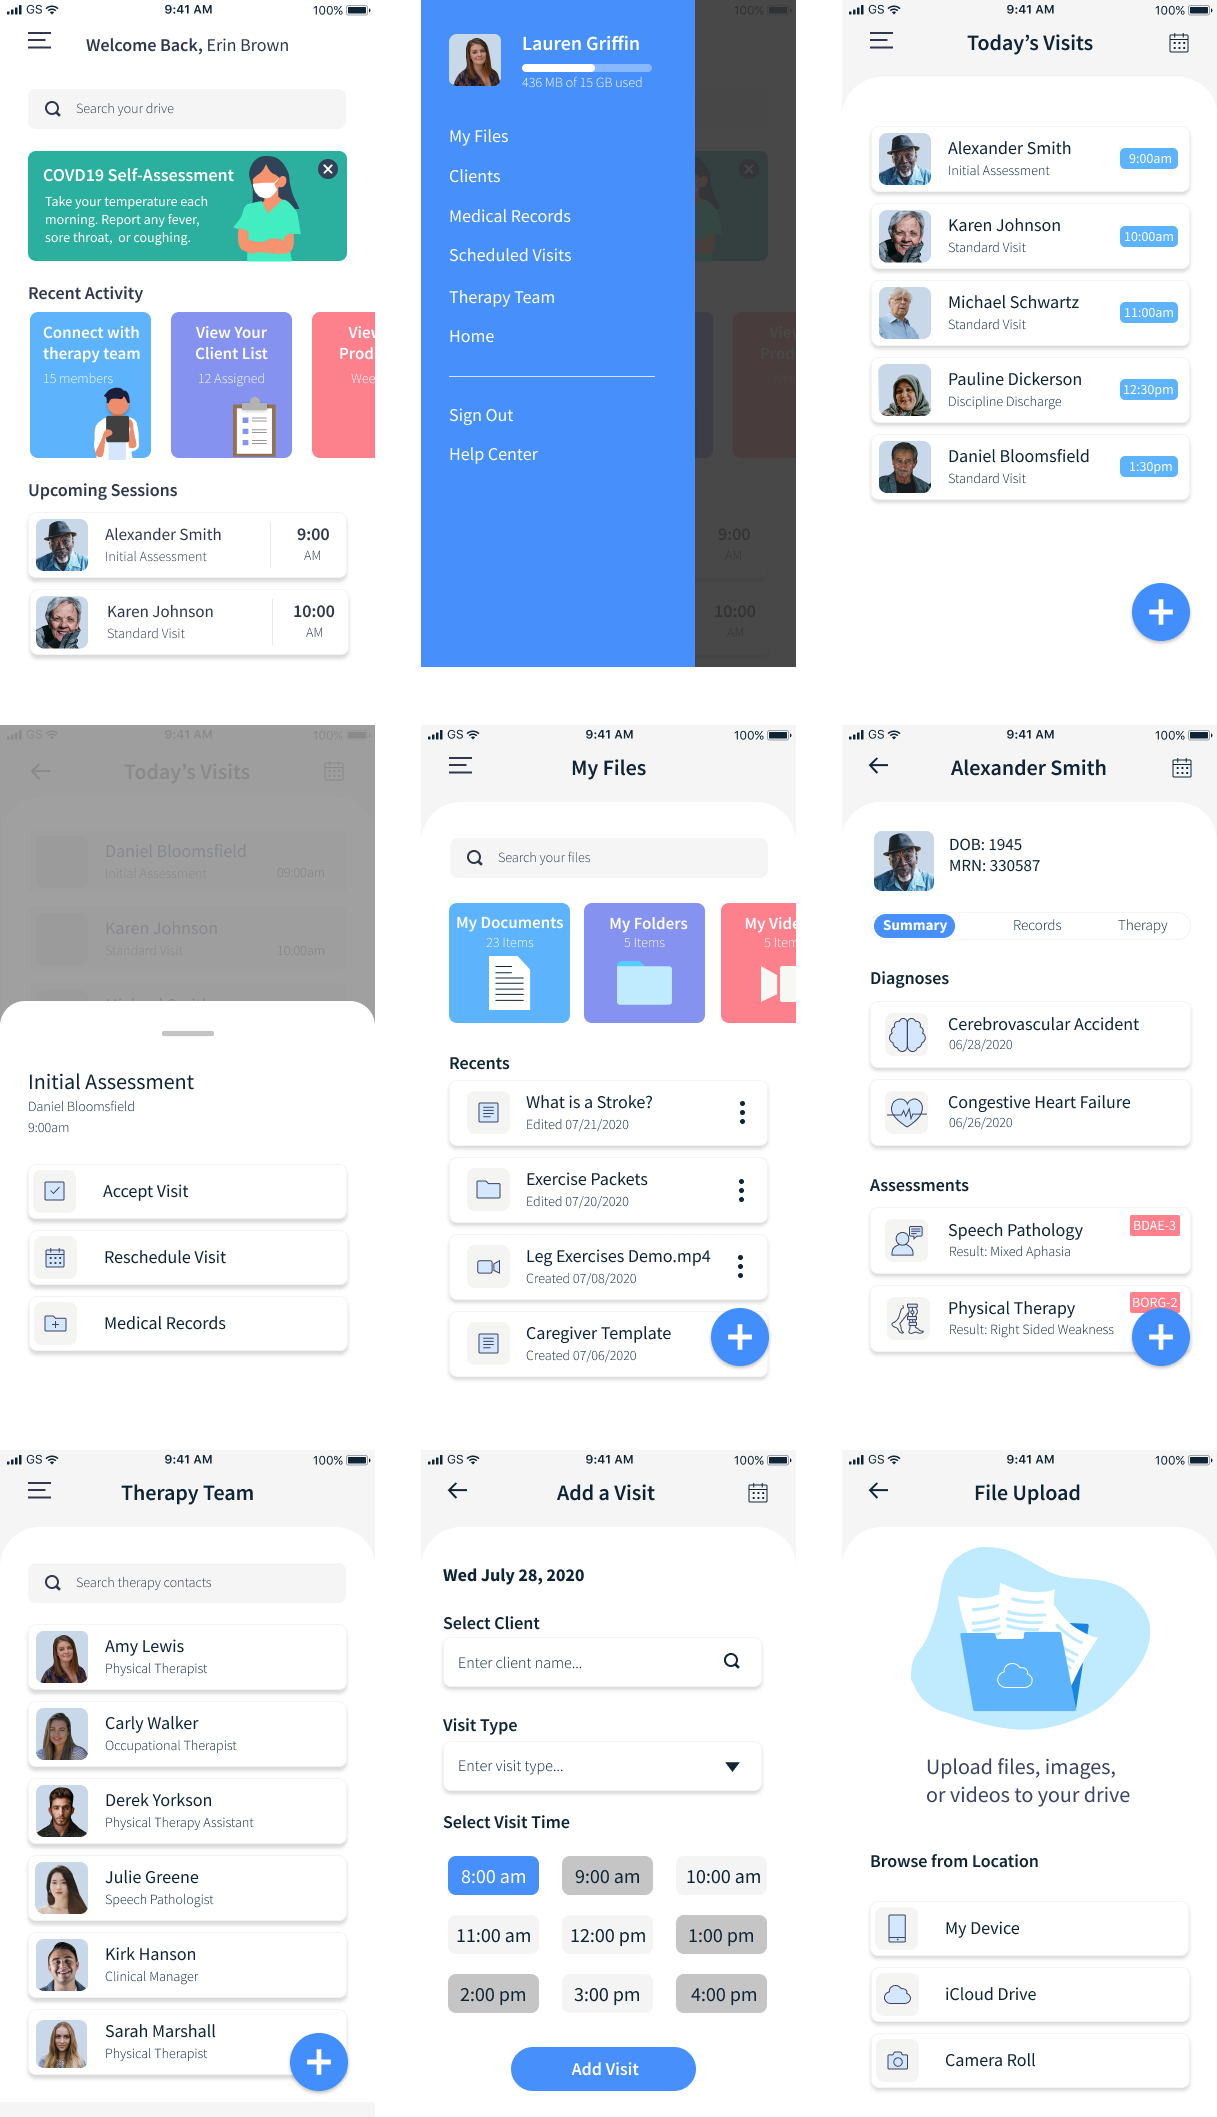 GS
9:41 AM
100%
Welcome Back, Erin Brown
Search your drive
COVD19 Self-Assessment
Take your temperature each
morning. Report any fever,
sore throat, or coughing.
Recent Activity
Connect with
therapy team
15 members
View Your
Client List
12 Assigned
View
Prod
Wee
Upcoming Sessions
Alexander Smith
Initial Assessment
9:00
AM
Karen Johnson
Standard Visit
10:00
AM
100%
Lauren Griffin
436 MB of 15 GB used
My Files
Clients
Medical Records
Scheduled Visits
Therapy Team
Home
Sign Out
Help Center
View
Prod
9:00
AM
10:00
AM
GS
9:41 AM
100%
Today's Visits
Alexander Smith
Initial Assessment
9:00am
Karen Johnson
Standard Visit
10:00am
Michael Schwartz
Standard Visit
11:00am
Pauline Dickerson
Discipline Discharge
12:30pm
Daniel Bloomsfield
Standard Visit
1:30pm
GS
9:41 AM
100%
Today's Visits
Daniel Bloomsfield
Initial Assessment
09:00am
Karen Johnson
Standard Visit
10:00am
Initial Assessment
Daniel Bloomsfield
9:00am
Accept Visit
Reschedule Visit
Medical Records
GS
9:41 AM
100%
My Files
Search your files
My Documents
23 Items
My Folders
5 Items
My Vide
5 Item
Recents
What is a Stroke?
Edited 07/21/2020
Exercise Packets
Edited 07/20/2020
Leg Exercises Demo.mp4
Created 07/08/2020
Caregiver Template
Created 07/06/2020
GS
9:41 AM
100%
Alexander Smith
DOB: 1945
MRN: 330587
Summary
Records
Therapy
Diagnoses
Cerebrovascular Accident
06/28/2020
Congestive Heart Failure
06/26/2020
Assessments
Speech Pathology
Result: Mixed Aphasia
BDAE-3
Physical Therapy
Result: Right Sided Weakness
BORG-2
GS
9:41 AM
100%
Therapy Team
Search therapy contacts
Amy Lewis
Physical Therapist
Carly Walker
Occupational Therapist
Derek Yorkson
Physical Therapy Assistant
Julie Greene
Speech Pathologist
Kirk Hanson
Clinical Manager
Sarah Marshall
Physical Therapist
GS
9:41 AM
100%
Add a Visit
Wed July 28, 2020
Select Client
Enter client name...
Visit Type
Enter visit type...
Select Visit Time
8:00 am
9:00 am
10:00 am
11:00 am
12:00 pm
1:00 pm
2:00 pm
3:00 pm
4:00 pm
Add Visit
GS
9:41 AM
100%
File Upload
Upload files, images,
or videos to your drive
Browse from Location
My Device
iCloud Drive
Camera Roll